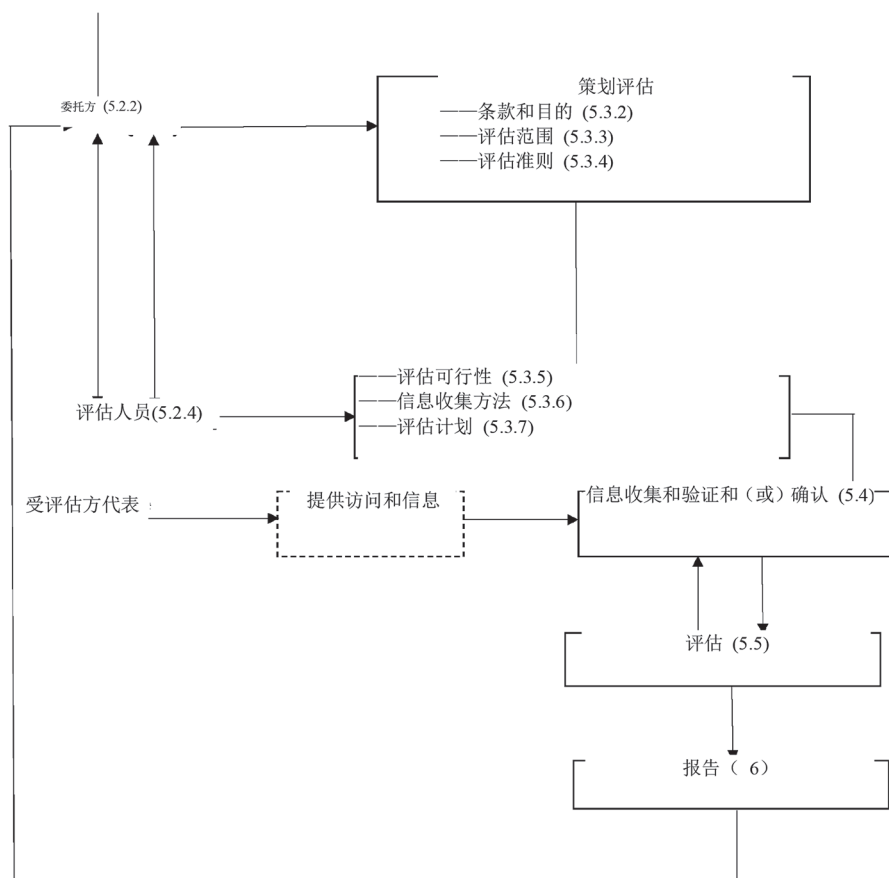 策划评估
委托方 (5.2.2)
——条款和目的 (5.3.2)
——评估范围 (5.3.3)
——评估准则 (5.3.4)
——评估可行性 (5.3.5)
——信息收集方法 (5.3.6)
——评估计划 (5.3.7)
评估人员(5.2.4)
受评估方代表
提供访问和信息
信息收集和验证和（或）确认 (5.4)
评估 (5.5)
报告（ 6）